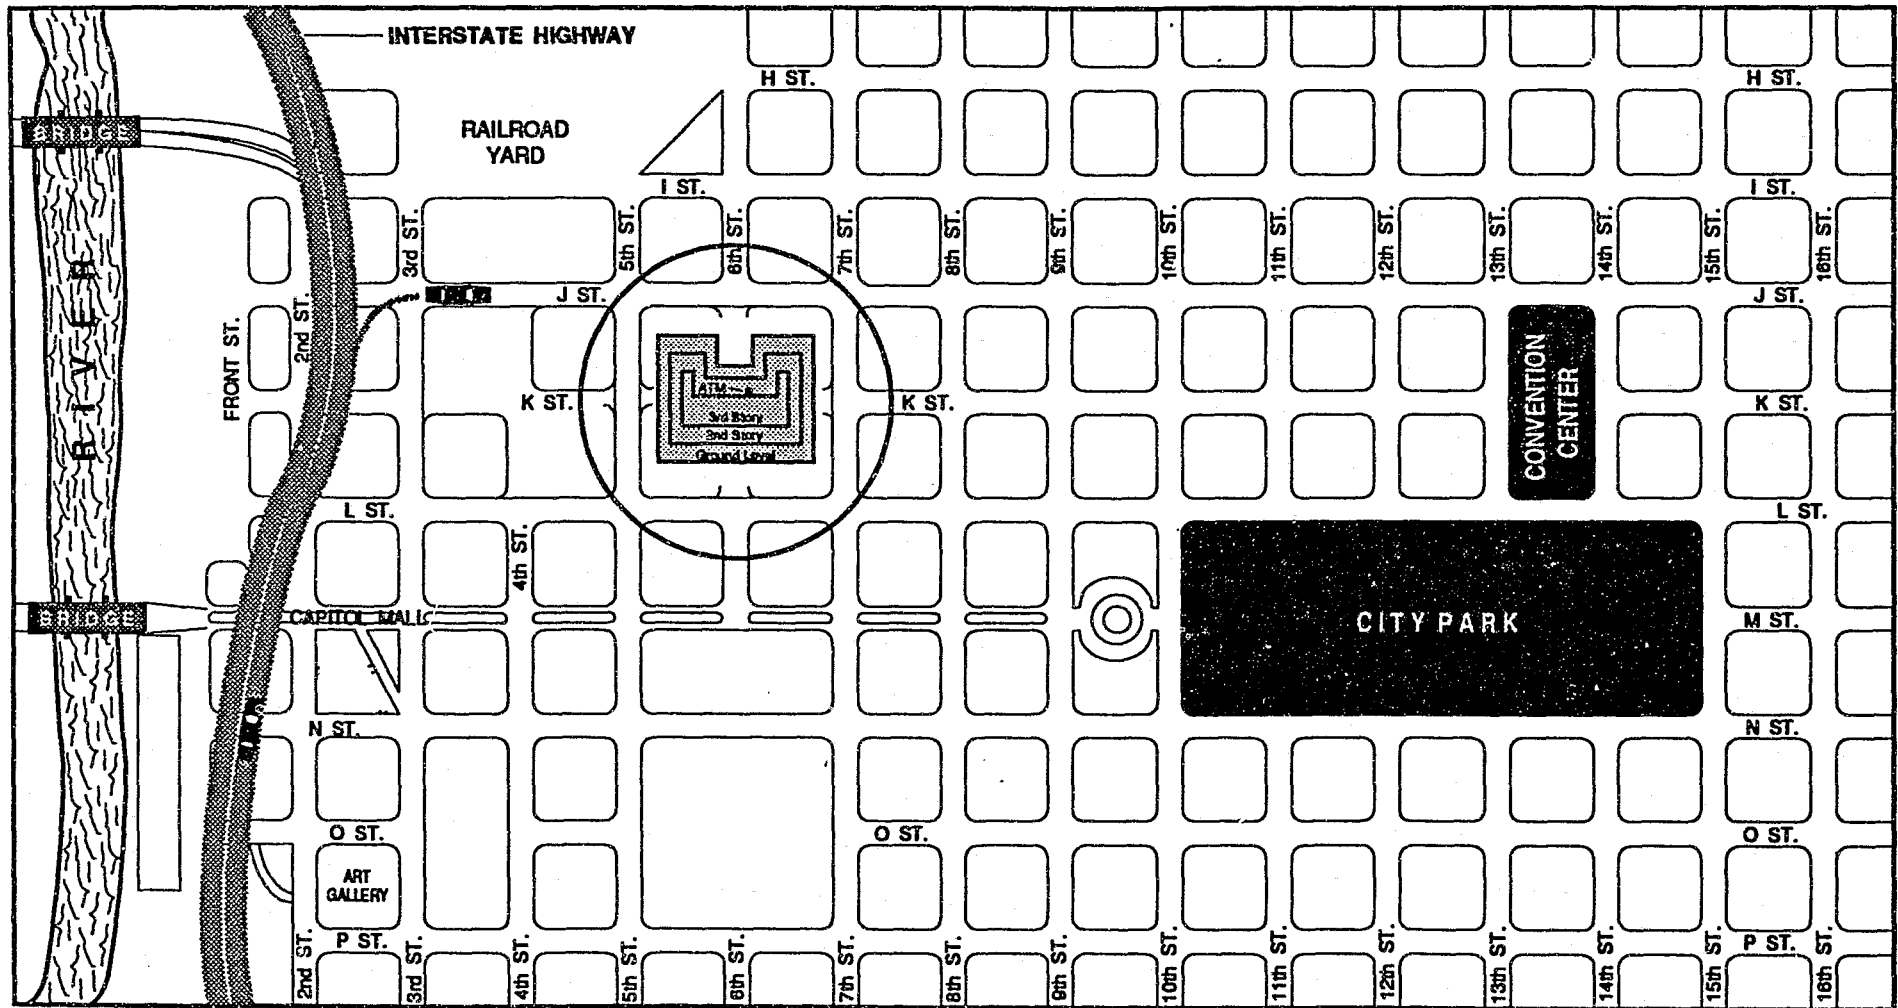 INTERSTATE HIGHWAY
H ST.
H ST.
BRIDGE
RAILROAD
YARD
I ST.
I ST.
3rd ST.
5th ST.
6th ST.
7th ST.
8th ST.
9th ST.
10th ST.
11th ST.
12th ST.
13th ST.
14th ST.
15th ST.
16th ST.
RIVER
J ST.
J ST.
FRONT ST.
2nd ST.
ATM
3rd Story
2nd Story
Ground Level
K ST.
K ST.
K ST.
CONVENTION
CENTER
L ST.
L ST.
4th ST.
BRIDGE
CAPITOL MALL
CITY PARK
M ST.
N ST.
N ST.
O ST.
O ST.
O ST.
ART
GALLERY
P ST.
P ST.
2nd ST.
3rd ST.
4th ST.
5th ST.
6th ST.
7th ST.
8th ST.
9th ST.
10th ST.
11th ST.
12th ST.
13th ST.
14th ST.
15th ST.
16th ST.